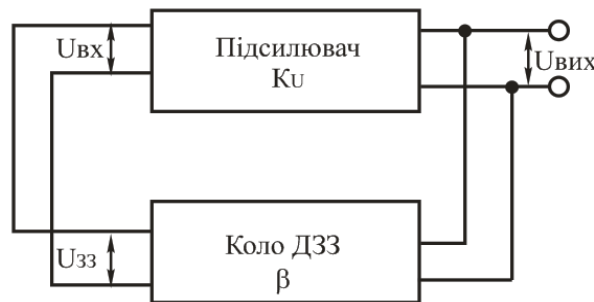 Uвх
Підсилювач
KU
Uвих
Uзз
Коло ДЗЗ
β